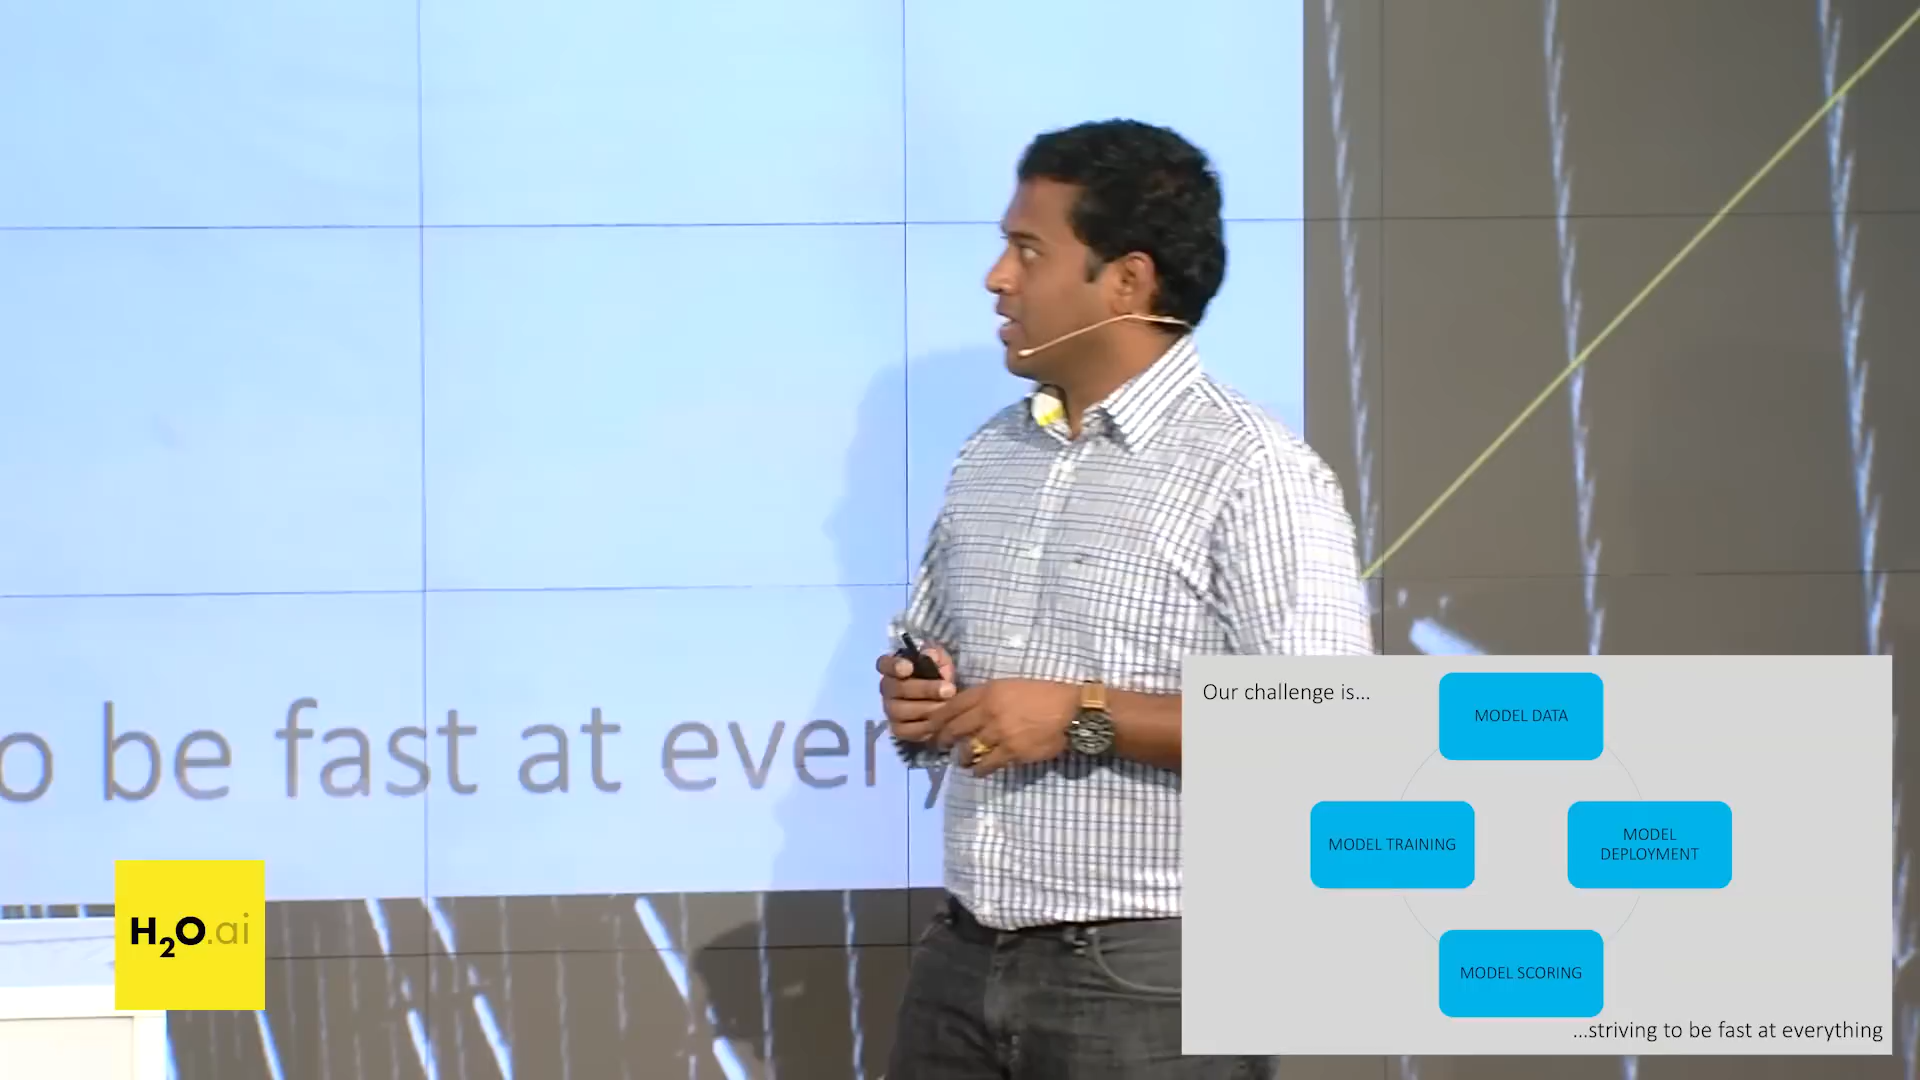 o be fast at every
H2O.ai
Our challenge is...
MODEL DATA
MODEL TRAINING
MODEL
DEPLOYMENT
MODEL SCORING
...striving to be fast at everything